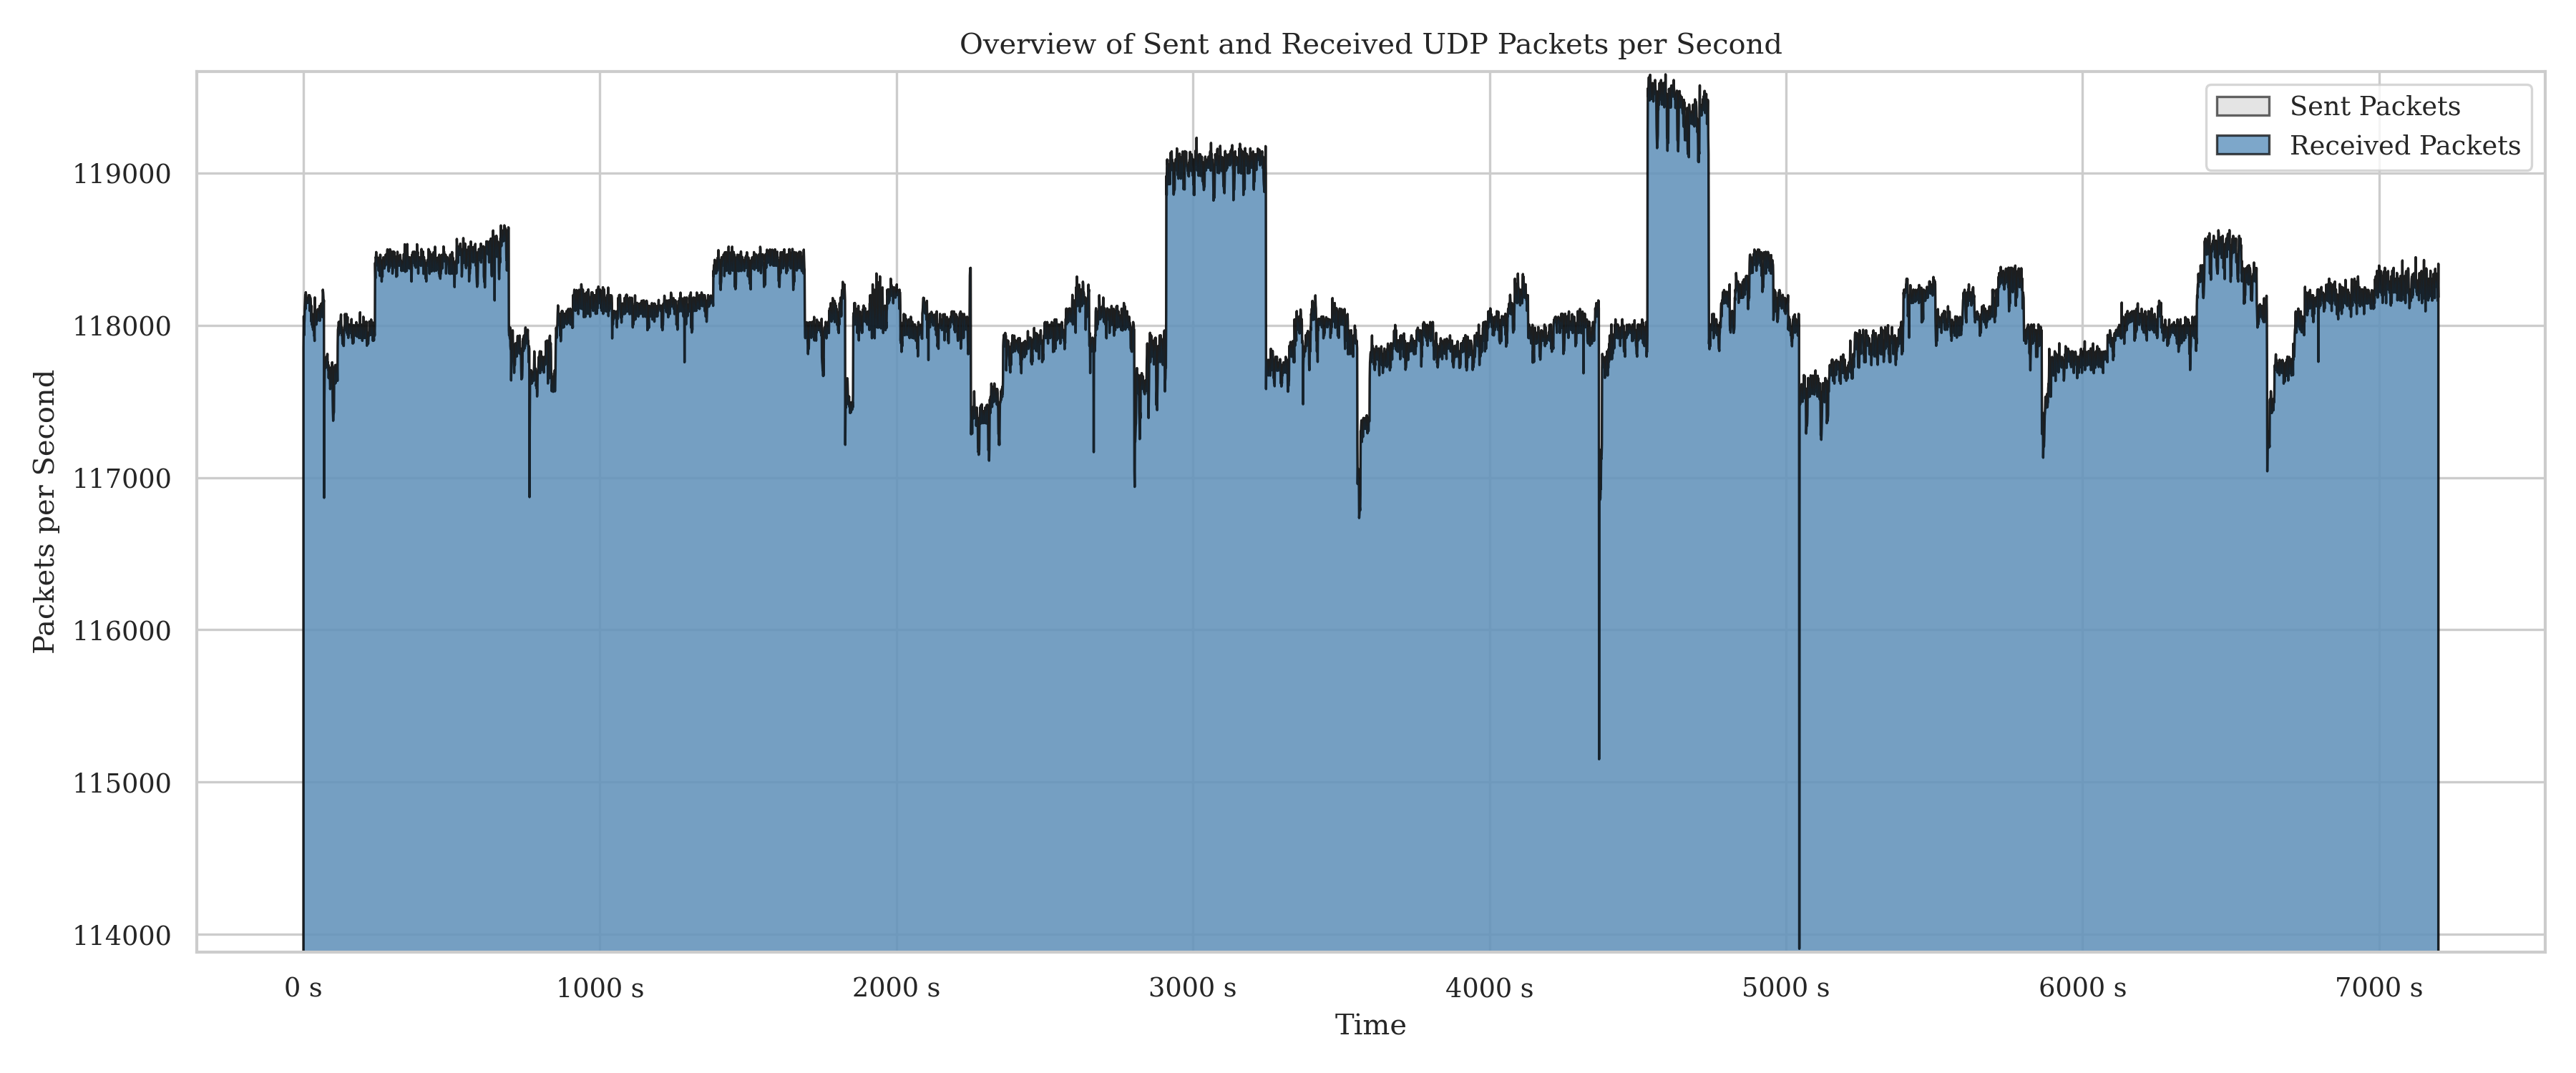 Overview of Sent and Received UDP Packets per Second
Sent Packets
Received Packets
Packets per Second
119000
118000
117000
116000
115000
114000
0 s
1000 s
2000 s
3000 s
4000 s
5000 s
6000 s
7000 s
Time